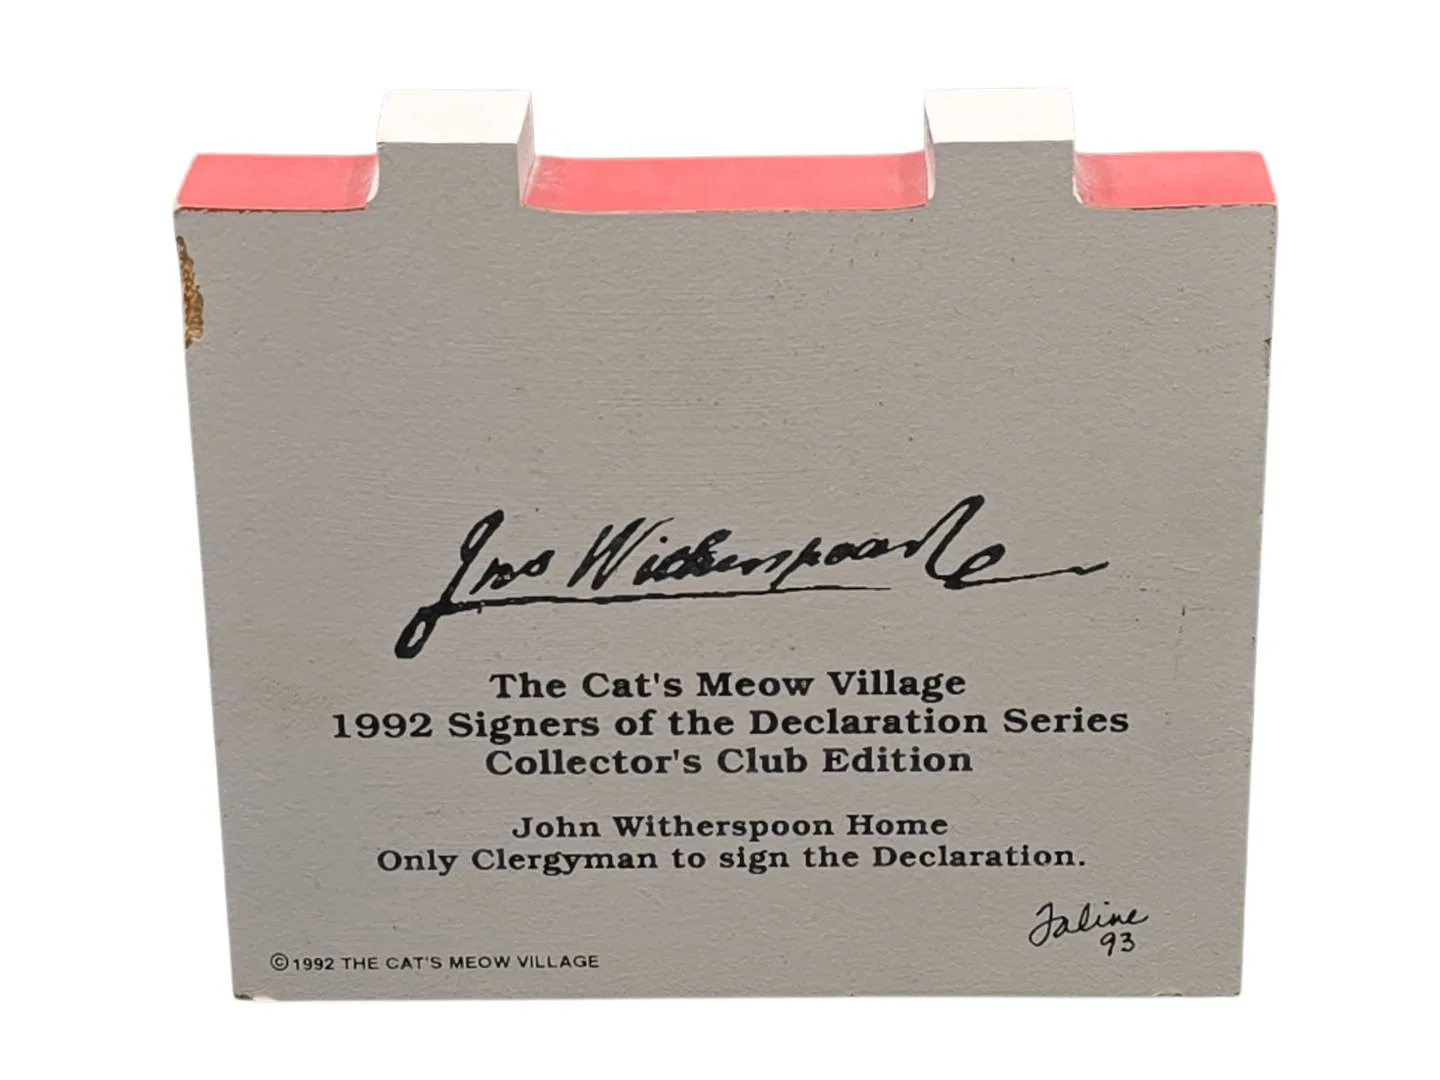 Jno Witherspoon
The Cat's Meow Village
1992 Signers of the Declaration Series
Collector's Club Edition
John Witherspoon Home
Only Clergyman to sign the Declaration.
Faline
93
©1992 THE CAT'S MEOW VILLAGE